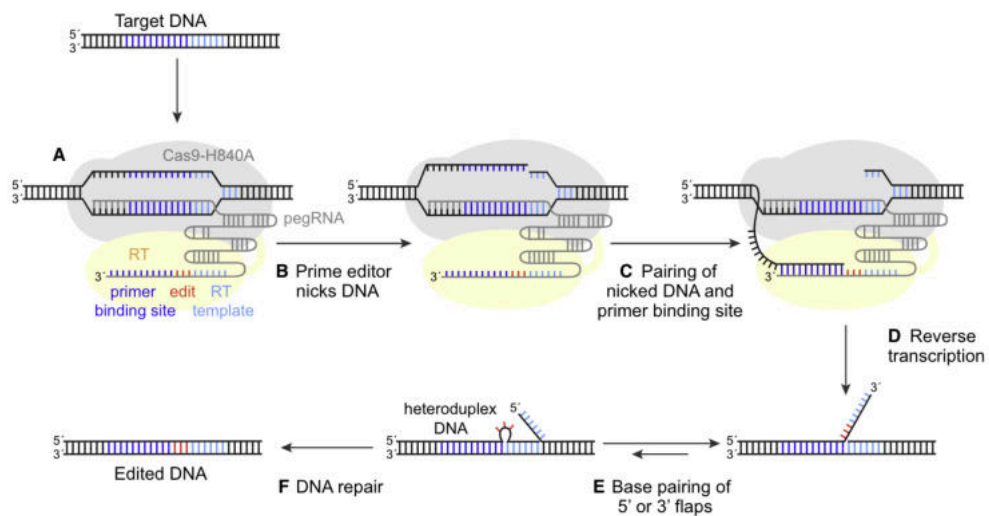 Target DNA
5´
3´
A
Cas9-H840A
5´
3´
pegRNA
RT
3´
primer
binding site
edit
RT
template
B Prime editor
nicks DNA
5´
3´
3´
C Pairing of
nicked DNA and
primer binding site
5´
3´
3´
D Reverse
transcription
3´
5´
3´
E Base pairing of
5’ or 3’ flaps
heteroduplex
DNA
5´
5´
3´
F DNA repair
5´
3´
Edited DNA